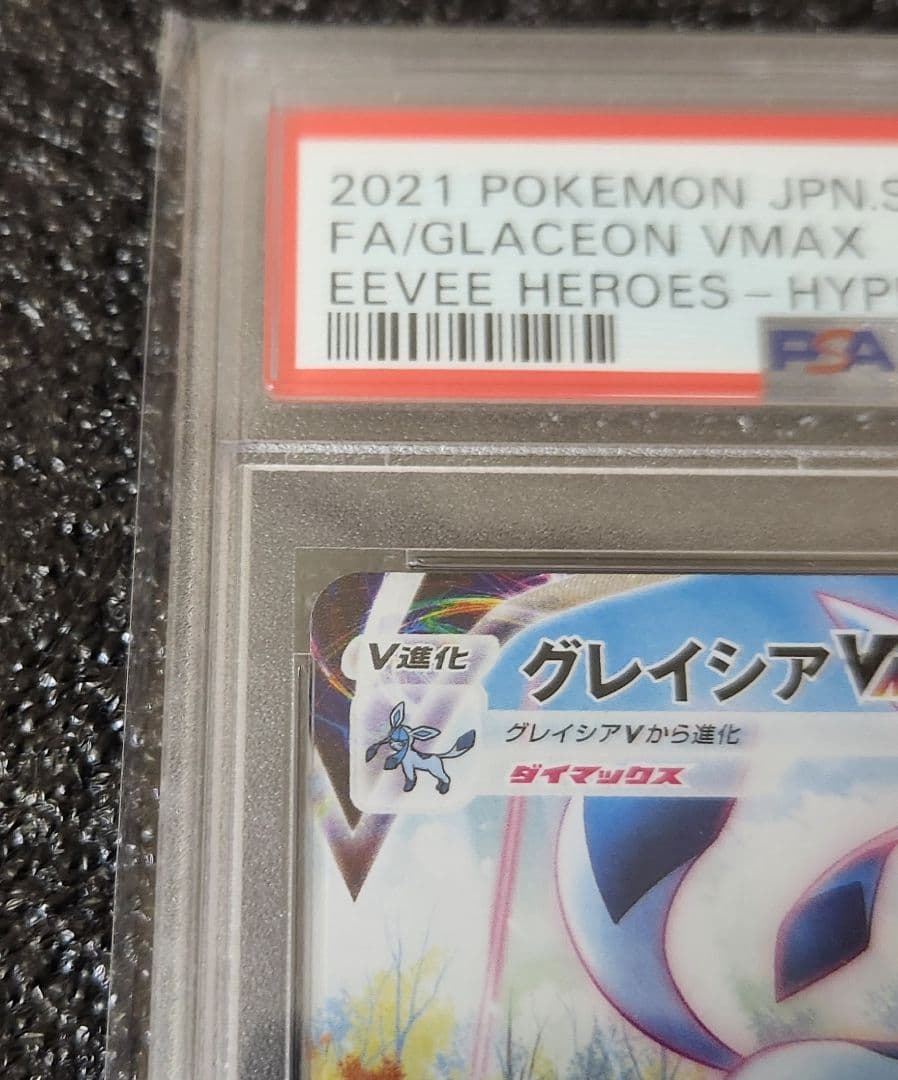 2021 POKEMON JPN.S
FA/GLACEON VMAX
EEVEE HEROES-HYP
PSA
V進化
グレイシアV
グレイシアVから進化
ダイマックス